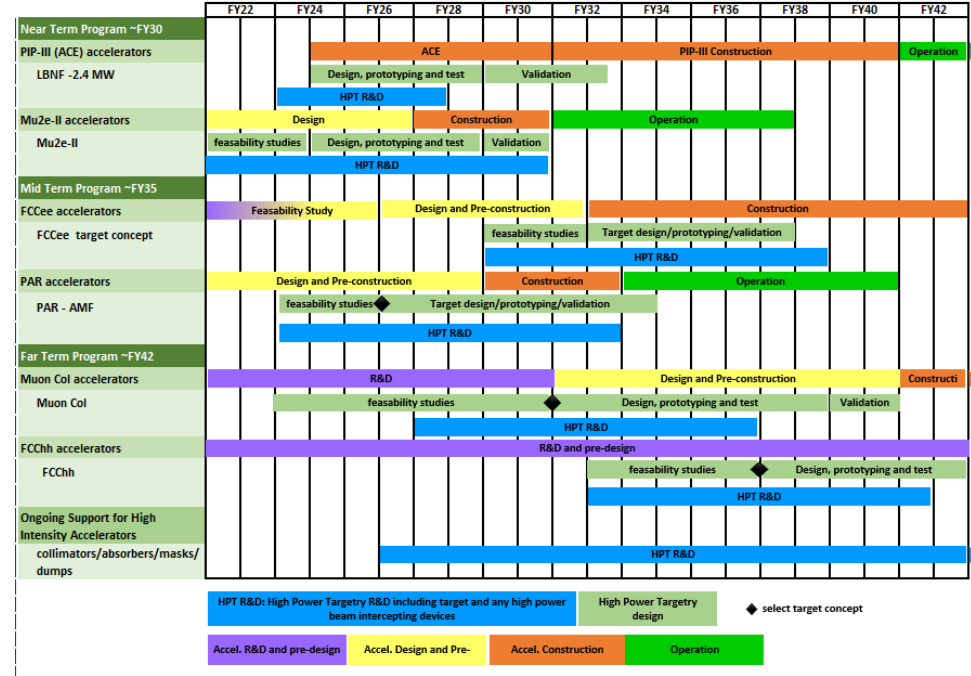 FY22 FY24 FY26 FY28 FY30 FY32 FY34 FY36 FY38 FY40 FY42
Near Term Program ~FY30
PIP-III (ACE) accelerators ACE PIP-III Construction Operation
LBNF -2.4 MW Design, prototyping and test Validation
HPT R&D
Mu2e-II accelerators Design Construction Operation
Mu2e-II feasability studies Design, prototyping and test Validation
HPT R&D
Mid Term Program ~FY35
FCCee accelerators Feasability Study Design and Pre-construction Construction
FCCee target concept feasability studies Target design/prototyping/validation
HPT R&D
PAR accelerators Design and Pre-construction Construction Operation
PAR - AMF feasability studies Target design/prototyping/validation
HPT R&D
Far Term Program ~FY42
Muon Col accelerators R&D Design and Pre-construction Constructi
Muon Col feasability studies Design, prototyping and test Validation
HPT R&D
FCChh accelerators R&D and pre-design
FCChh feasability studies Design, prototyping and test
HPT R&D
Ongoing Support for High
Intensity Accelerators
collimators/absorbers/masks/ HPT R&D
dumps
HPT R&D: High Power Targetry R&D including target and any high power
beam intercepting devices
High Power Targetry
design
select target concept
Accel. R&D and pre-design Accel. Design and Pre- Accel. Construction Operation